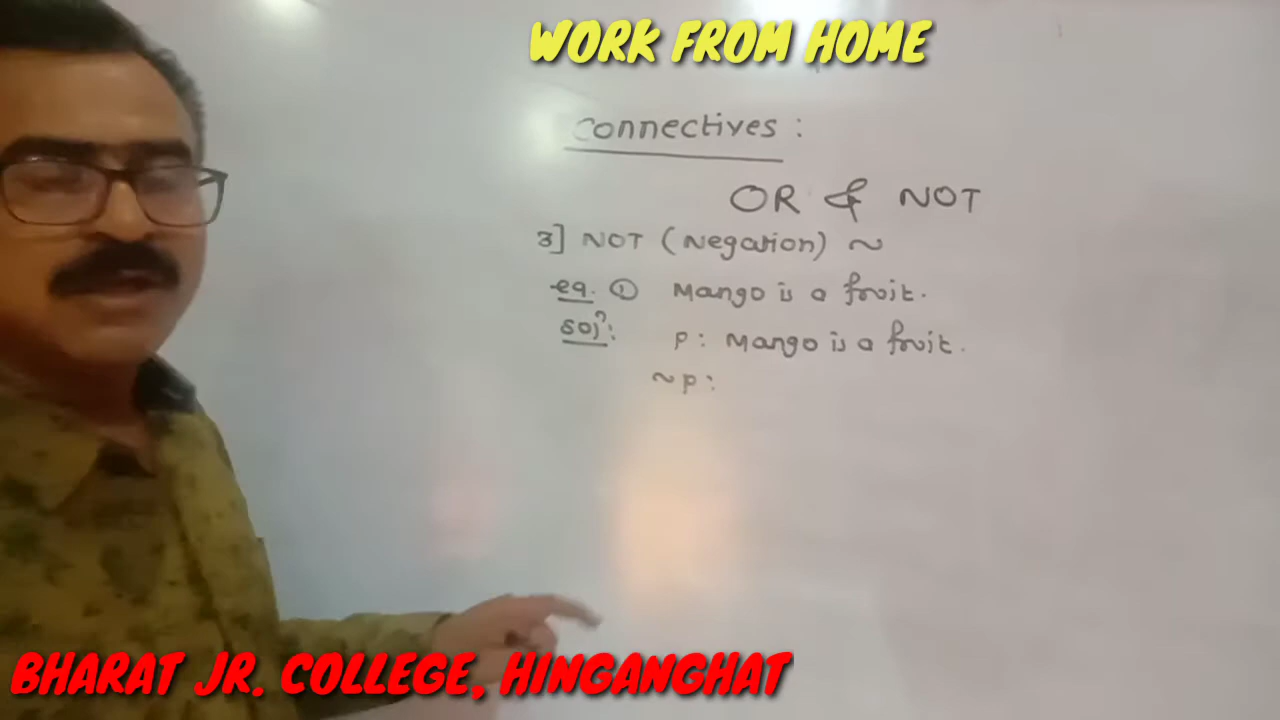 WORK FROM HOME
Connectives :
OR & NOT
3] NOT (Negation) ~
eg. ① Mango is a fruit.
Solⁿ: p : Mango is a fruit.
~p :
BHARAT JR. COLLEGE, HINGANGHAT